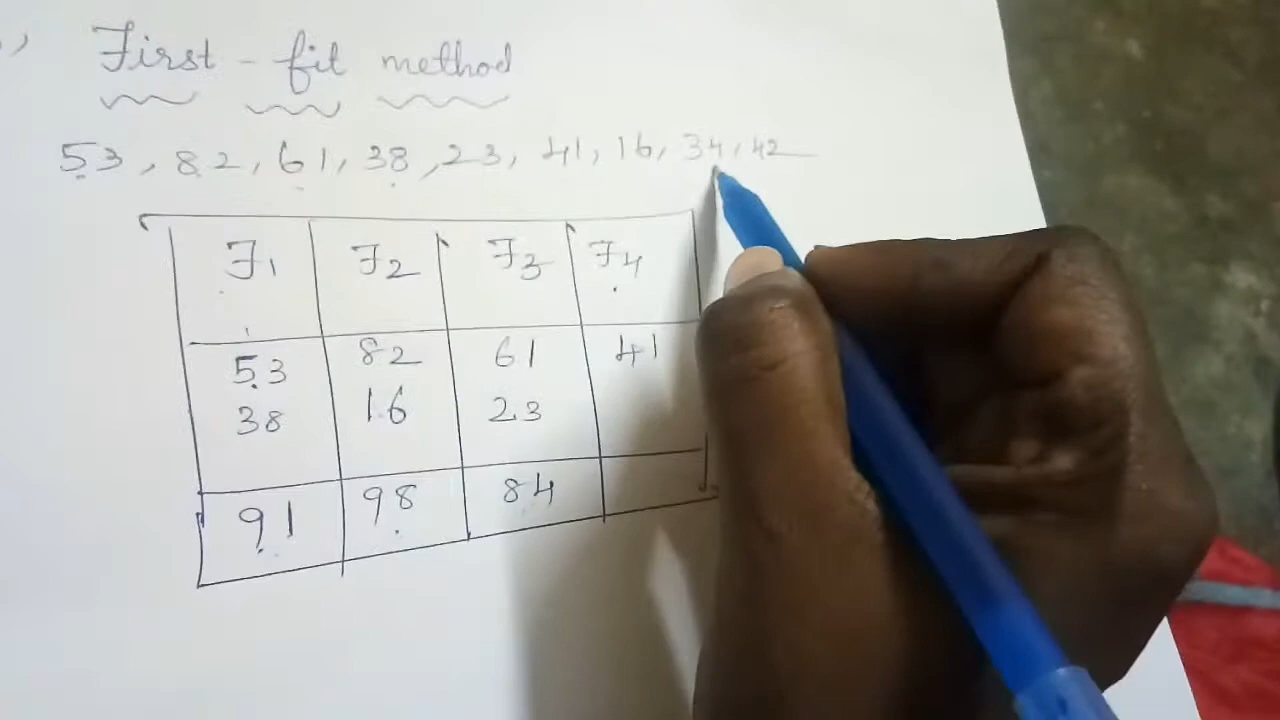 First - fit method
53, 82, 61, 38, 23, 41, 16, 34, 42
F1 F2 F3 F4
53 82 61 41
38 16 23
91 98 84